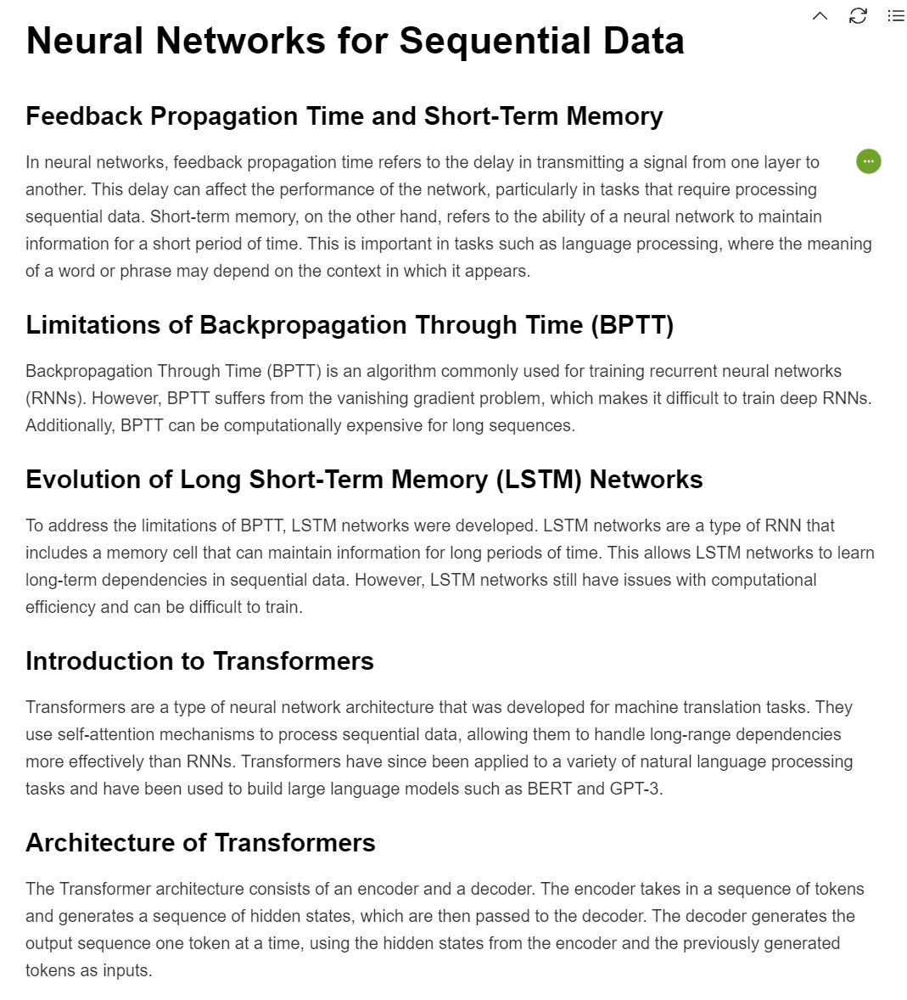 Neural Networks for Sequential Data
Feedback Propagation Time and Short-Term Memory
In neural networks, feedback propagation time refers to the delay in transmitting a signal from one layer to
another. This delay can affect the performance of the network, particularly in tasks that require processing
sequential data. Short-term memory, on the other hand, refers to the ability of a neural network to maintain
information for a short period of time. This is important in tasks such as language processing, where the meaning
of a word or phrase may depend on the context in which it appears.
Limitations of Backpropagation Through Time (BPTT)
Backpropagation Through Time (BPTT) is an algorithm commonly used for training recurrent neural networks
(RNNs). However, BPTT suffers from the vanishing gradient problem, which makes it difficult to train deep RNNs.
Additionally, BPTT can be computationally expensive for long sequences.
Evolution of Long Short-Term Memory (LSTM) Networks
To address the limitations of BPTT, LSTM networks were developed. LSTM networks are a type of RNN that
includes a memory cell that can maintain information for long periods of time. This allows LSTM networks to learn
long-term dependencies in sequential data. However, LSTM networks still have issues with computational
efficiency and can be difficult to train.
Introduction to Transformers
Transformers are a type of neural network architecture that was developed for machine translation tasks. They
use self-attention mechanisms to process sequential data, allowing them to handle long-range dependencies
more effectively than RNNs. Transformers have since been applied to a variety of natural language processing
tasks and have been used to build large language models such as BERT and GPT-3.
Architecture of Transformers
The Transformer architecture consists of an encoder and a decoder. The encoder takes in a sequence of tokens
and generates a sequence of hidden states, which are then passed to the decoder. The decoder generates the
output sequence one token at a time, using the hidden states from the encoder and the previously generated
tokens as inputs.